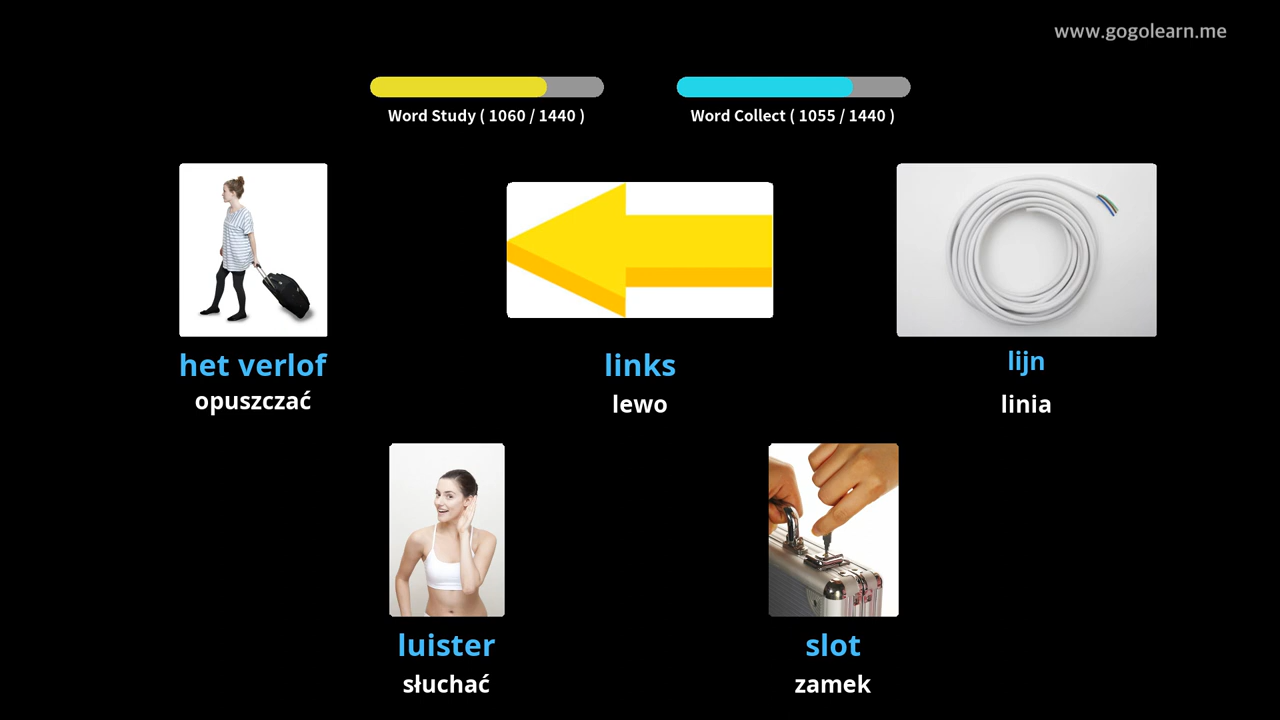 www.gogolearn.me
Word Study ( 1060 / 1440 )
Word Collect ( 1055 / 1440 )
het verlof
opuszczać
links
lewo
lijn
linia
luister
słuchać
slot
zamek